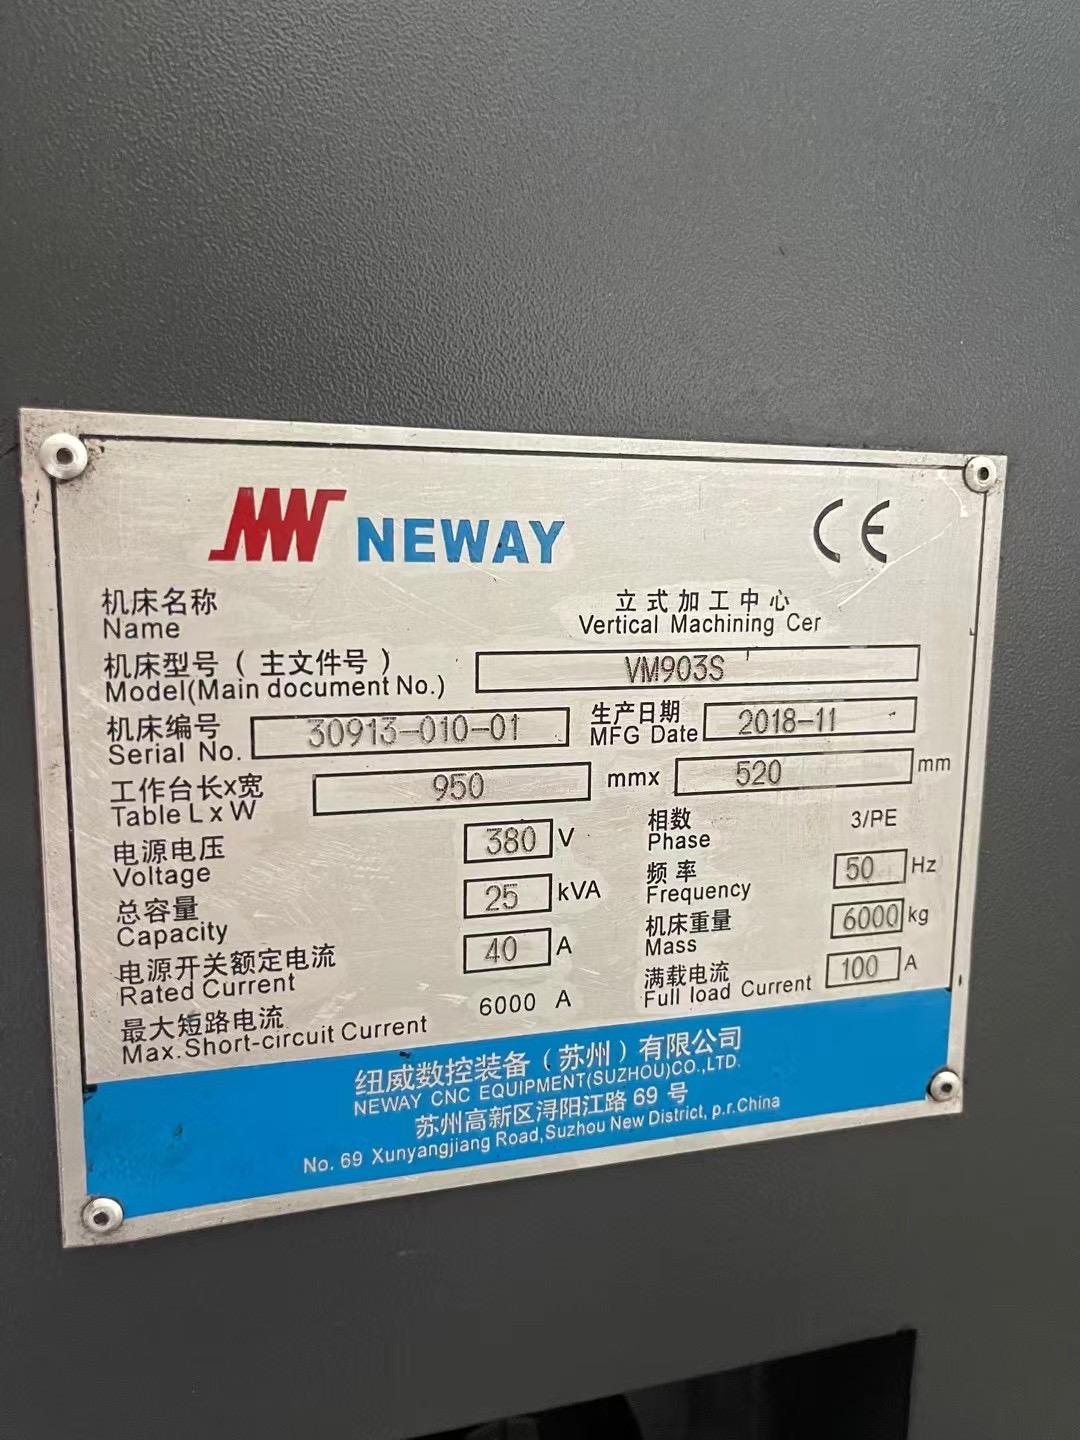 NEWAY CE
机床名称 立式加工中心
Name Vertical Machining Cer
机床型号（主文件号） VM903S
Model(Main document No.)
机床编号 30913-010-01 生产日期 2018-11
Serial No. MFG Date
工作台长x宽 950 mmx 520 mm
Table L x W
电源电压 380 V 相数 3/PE
Voltage Phase
总容量 25 kVA 频率 50 Hz
Capacity Frequency
电源开关额定电流 40 A 机床重量 6000 kg
Rated Current Mass
最大短路电流 6000 A 满载电流 100 A
Max.Short-circuit Current Full load Current
纽威数控装备（苏州）有限公司
NEWAY CNC EQUIPMENT(SUZHOU)CO.,LTD.
苏州高新区浔阳江路 69 号
No. 69 Xunyangjiang Road,Suzhou New District, p.r.China